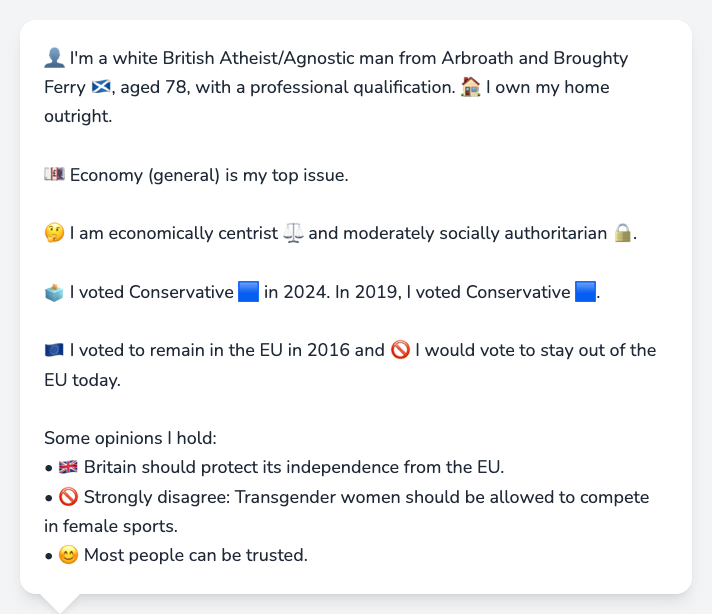 👤 I'm a white British Atheist/Agnostic man from Arbroath and Broughty
Ferry 🏴󠁧󠁢󠁳󠁣󠁴󠁿, aged 78, with a professional qualification. 🏠 I own my home
outright.
💷 Economy (general) is my top issue.
🤔 I am economically centrist ⚖️ and moderately socially authoritarian 🔒.
🗳️ I voted Conservative 🟦 in 2024. In 2019, I voted Conservative 🟦.
🇪🇺 I voted to remain in the EU in 2016 and 🚫 I would vote to stay out of the
EU today.
Some opinions I hold:
• 🇬🇧 Britain should protect its independence from the EU.
• 🚫 Strongly disagree: Transgender women should be allowed to compete
in female sports.
• 😊 Most people can be trusted.